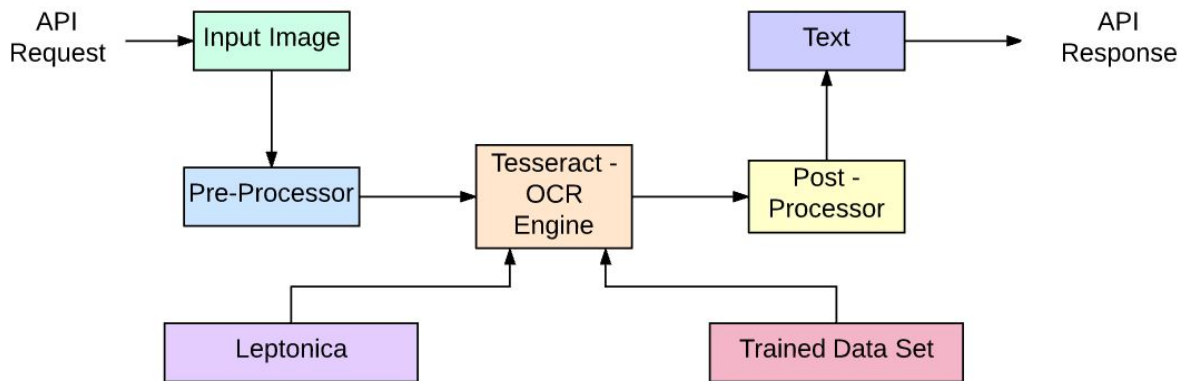 API
Request
Input Image
Text
API
Response
Pre-Processor
Tesseract -
OCR
Engine
Post -
Processor
Leptonica
Trained Data Set